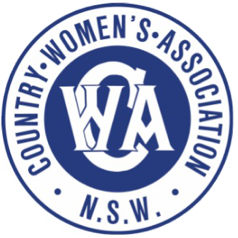 COUNTRY•WOMEN'S•ASSOCIATION
CWA
• N.S.W. •